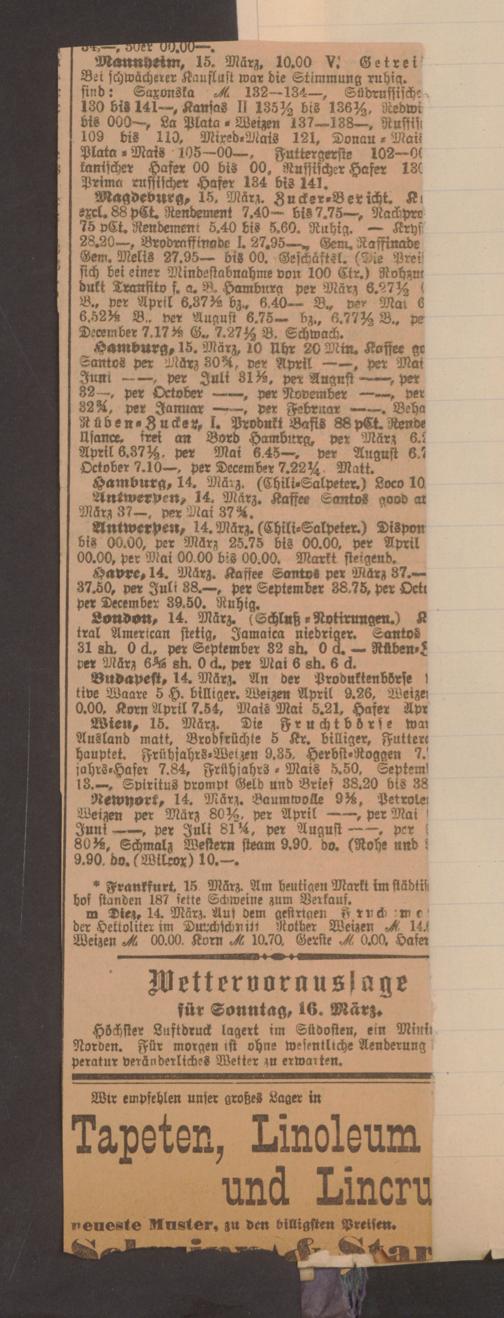 Mannheim, 15. März, 10.00 V. Getrei
Bei schwächerer Kauflust war die Stimmung ruhig.
sind: Saxonska M. 132—134—, Südrussische
130 bis 141—, Kansas II 135½ bis 136½, Redwi
bis 000—, La Plata-Weizen 137—138—, Russisc
109 bis 110, Mixed-Mais 121, Donau-Mais
Plata-Mais 105—00—, Futtergerste 102—00
kanischer Hafer 00 bis 00, Russischer Hafer 130
Prima russischer Hafer 134 bis 141.
Magdeburg, 15. März. Zucker-Bericht. K
excl. 88 pCt. Rendement 7.40— bis 7.75—, Nachpro
75 pCt. Rendement 5.40 bis 5.60. Ruhig. — Kryst
28.20—, Brodraffinade I. 27.95—, Gem. Raffinade
Gem. Melis 27.95— bis 00. Geschäftsl. (Die Prei
sich bei einer Mindestabnahme von 100 Ctr.) Rohzu
dukt Transito f. a. B. Hamburg per März 6.27½
B., per April 6.37½ bz., 6.40— B., per Mai 6
6.52½ B., per August 6.75— bz., 6.77½ B., pe
December 7.17½ G., 7.27½ B. Schwach.
Hamburg, 15. März, 10 Uhr 20 Min. Kaffee go
Santos per März 30¾, per April —,—, per Mai
Juni —,—, per Juli 31½, per August —,—, per
32—, per October —,—, per November —,—, per
32¾, per Januar —,—, per Februar —,—. Beha
Rüben-Zucker, I. Produkt Basis 88 pCt. Rende
Usance, frei an Bord Hamburg, per März 6.2
April 6.37½, per Mai 6.45—, per August 6.7
October 7.10—, per December 7.22½. Matt.
Hamburg, 14. März. (Chili-Salpeter.) Loco 10
Antwerpen, 14. März. Kaffee Santos good av
März 37—, per Mai 37¾.
Antwerpen, 14. März. (Chili-Salpeter.) Dispon
bis 00.00, per März 25.75 bis 00.00, per April
00.00, per Mai 00.00 bis 00.00. Markt steigend.
Havre, 14. März. Kaffee Santos per März 37.—
37.50, per Juli 38.—, per September 38.75, per Octo
per December 39.50. Ruhig.
London, 14. März. (Schluß-Notirungen.) K
tral American stetig, Jamaica niedriger. Santos
31 sh. 0 d., per September 32 sh. 0 d. — Rüben-
per März 6⅝ sh. 0 d., per Mai 6 sh. 6 d.
Budapest, 14. März. An der Produktenbörse
tive Waare 5 H. billiger. Weizen April 9.26, Weize
0.00. Korn April 7.54, Mais Mai 5.21, Hafer Apr
Wien, 15. März. Die Fruchtbörse war
Ausland matt, Brodfrüchte 5 Kr. billiger, Futter
hauptet. Frühjahrs-Weizen 9.35, Herbst-Roggen 7.
jahrs-Hafer 7.84, Frühjahrs-Mais 5.50, Septem
13.—, Spiritus prompt Geld und Brief 38.20 bis 38
Newyork, 14. März. Baumwolle 9⅛, Petrole
Weizen per März 80½, per April —,—, per Mai
Juni —,—, per Juli 81¼, per August —,—, per
80⅜, Schmalz Western steam 9.90. do. (Rohe und
9.90. do. (Wilcox) 10.—.
* Frankfurt, 15. März. Am heutigen Markt im städtis
hof standen 187 fette Schweine zum Verkauf.
m Diez, 14. März. Auf dem gestrigen
der Hektoliter im Durchschnitt Rother Weizen M. 14.
Weizen M. 00.00. Korn M. 10.70, Gerste M. 0.00, Hafer
Wettervoraussage
für Sonntag, 16. März.
Höchster Luftdruck lagert im Südosten, ein Mini
Norden. Für morgen ist ohne wesentliche Aenderung
peratur veränderliches Wetter zu erwarten.
Wir empfehlen unser großes Lager in
Tapeten, Linoleum
und Lincru
neueste Muster, zu den billigsten Preisen.